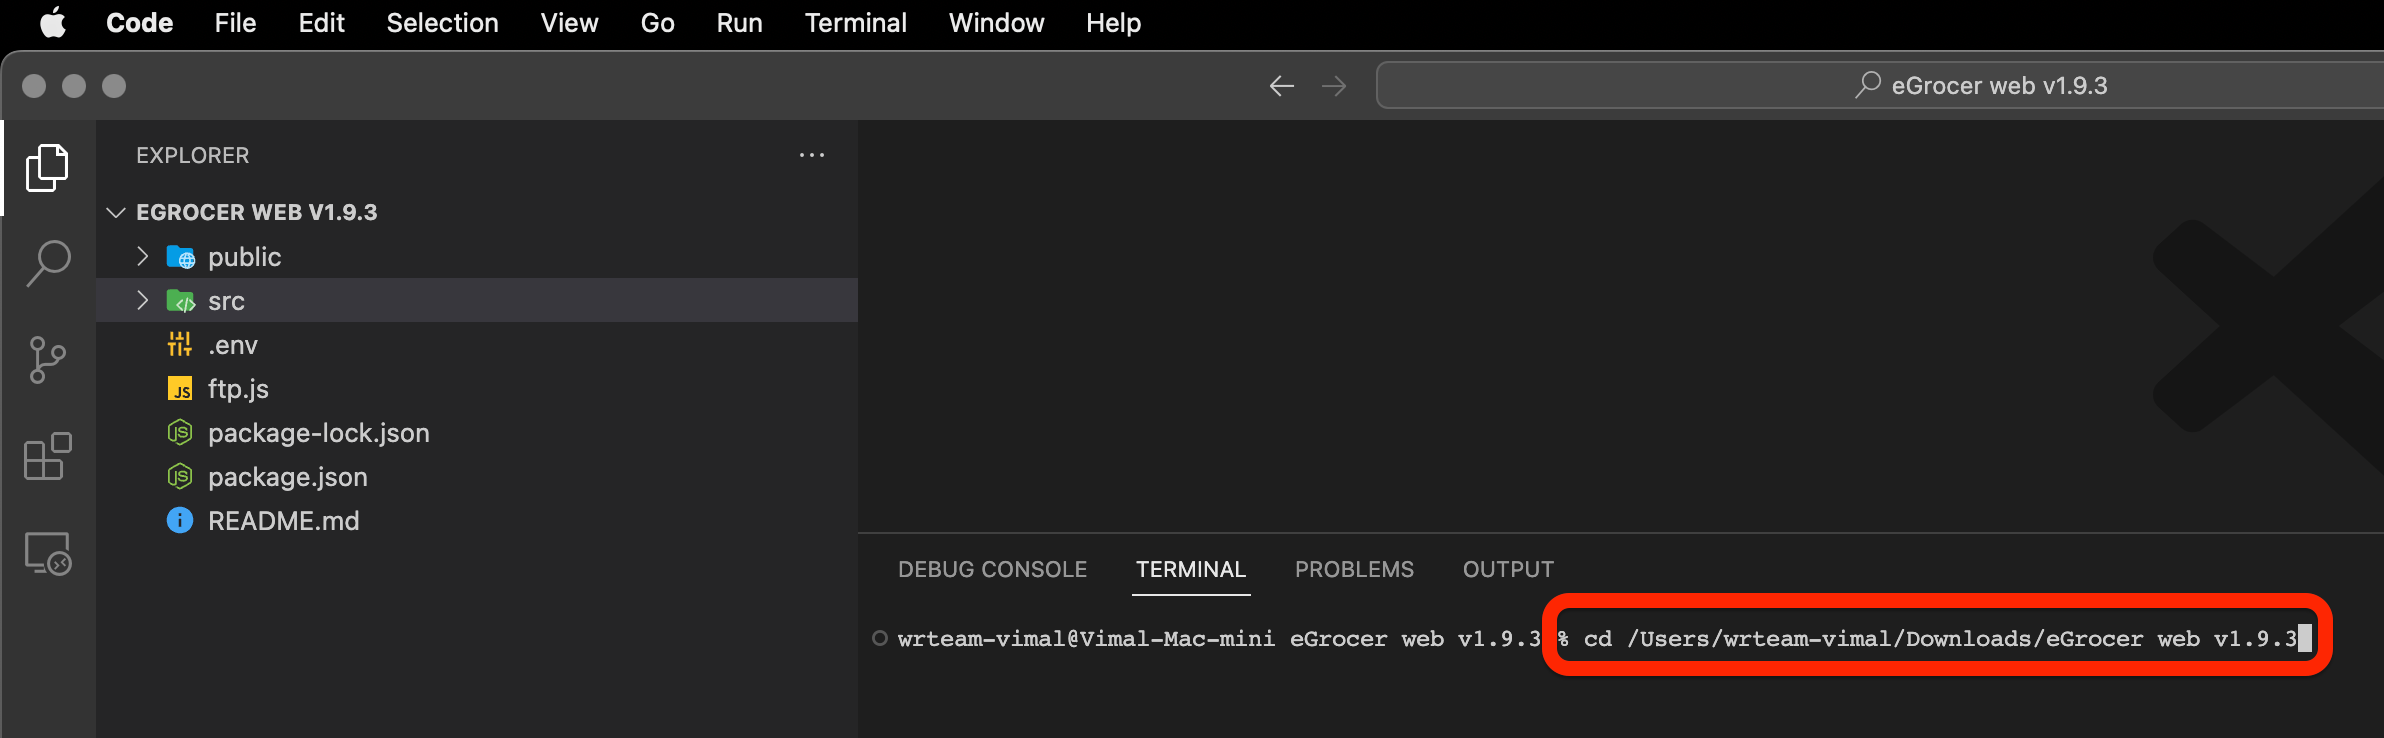 Code File Edit Selection View Go Run Terminal Window Help
eGrocer web v1.9.3
EXPLORER
EGROCER WEB V1.9.3
public
src
.env
JS ftp.js
package-lock.json
package.json
README.md
DEBUG CONSOLE TERMINAL PROBLEMS OUTPUT
wrteam-vimal@Vimal-Mac-mini eGrocer web v1.9.3 % cd /Users/wrteam-vimal/Downloads/eGrocer web v1.9.3